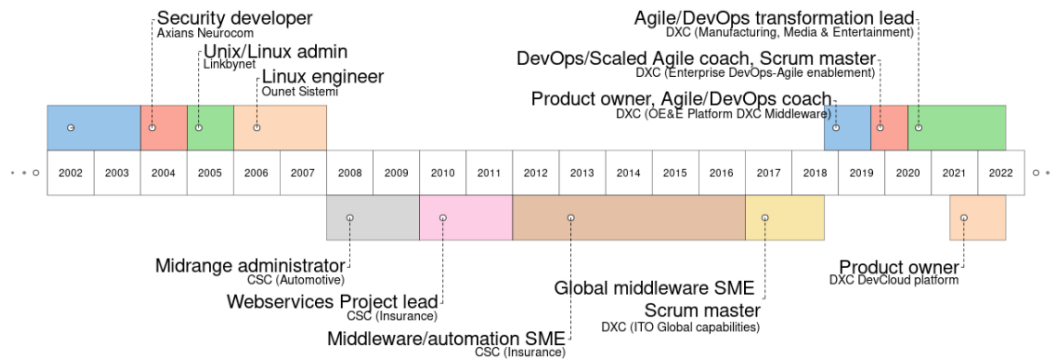 Security developer
Axians Neurocom
Unix/Linux admin
Linkbynet
Linux engineer
Ounet Sistemi
Agile/DevOps transformation lead
DXC (Manufacturing, Media & Entertainment)
DevOps/Scaled Agile coach, Scrum master
DXC (Enterprise DevOps-Agile enablement)
Product owner, Agile/DevOps coach
DXC (OE&E Platform DXC Middleware)
2002 2003 2004 2005 2006 2007 2008 2009 2010 2011 2012 2013 2014 2015 2016 2017 2018 2019 2020 2021 2022
Midrange administrator
CSC (Automotive)
Webservices Project lead
CSC (Insurance)
Middleware/automation SME
CSC (Insurance)
Global middleware SME
Scrum master
DXC (ITO Global capabilities)
Product owner
DXC DevCloud platform